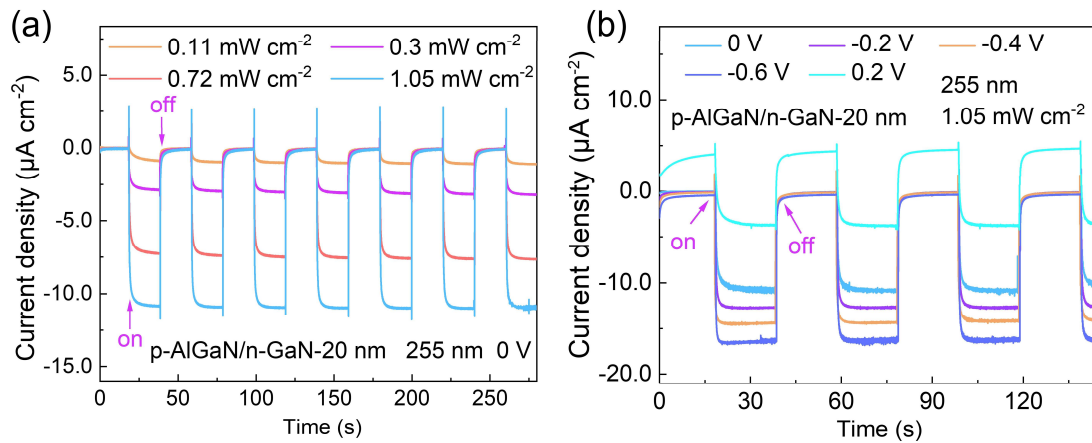 (a)
0.11 mW cm⁻² 0.3 mW cm⁻²
0.72 mW cm⁻² 1.05 mW cm⁻²
off
on
p-AlGaN/n-GaN-20 nm 255 nm 0 V
5.0
0.0
-5.0
-10.0
-15.0
0 50 100 150 200 250
Time (s)
Current density (µA cm⁻²)
(b)
0 V -0.2 V -0.4 V
-0.6 V 0.2 V
255 nm
p-AlGaN/n-GaN-20 nm 1.05 mW cm⁻²
on
off
10.0
0.0
-10.0
-20.0
0 30 60 90 120
Time (s)
Current density (µA cm⁻²)